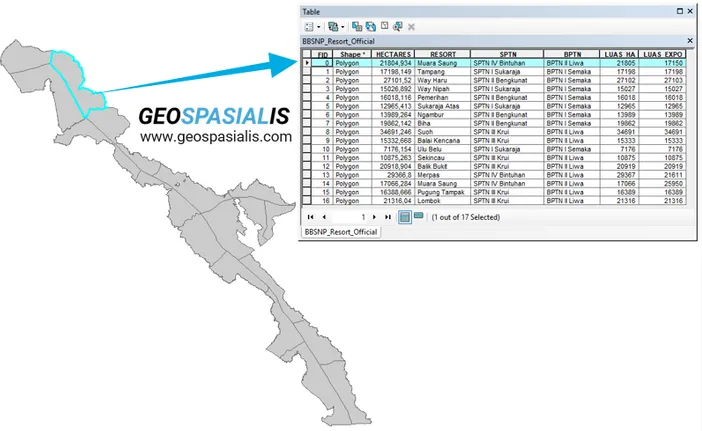 Table
BBSNP_Resort_Official
FID Shape * HECTARES RESORT SPTN BPTN LUAS_HA LUAS_EXPO
0 Polygon 21804,934 Muara Saung SPTN IV Bintuhan BPTN II Liwa 21805 17150
1 Polygon 17198,149 Tampang SPTN I Sukaraja BPTN I Semaka 17198 17198
2 Polygon 27101,52 Way Haru SPTN II Bengkunat BPTN I Semaka 27102 27103
3 Polygon 15026,892 Way Nipah SPTN I Sukaraja BPTN I Semaka 15027 15027
4 Polygon 16018,116 Pemerihan SPTN II Bengkunat BPTN I Semaka 16018 16018
5 Polygon 12965,413 Sukaraja Atas SPTN I Sukaraja BPTN I Semaka 12965 12965
6 Polygon 13989,264 Ngambur SPTN II Bengkunat BPTN I Semaka 13989 13989
7 Polygon 19862,142 Biha SPTN II Bengkunat BPTN I Semaka 19862 19862
8 Polygon 34691,246 Suoh SPTN III Krui BPTN II Liwa 34691 34691
9 Polygon 15332,668 Balai Kencana SPTN III Krui BPTN II Liwa 15333 15333
10 Polygon 7176,154 Ulu Belu SPTN I Sukaraja BPTN I Semaka 7176 7176
11 Polygon 10875,263 Sekincau SPTN III Krui BPTN II Liwa 10875 10875
12 Polygon 20918,904 Balik Bukit SPTN III Krui BPTN II Liwa 20919 20919
13 Polygon 29366,8 Merpas SPTN IV Bintuhan BPTN II Liwa 29367 21611
14 Polygon 17066,284 Muara Saung SPTN IV Bintuhan BPTN II Liwa 17066 25950
15 Polygon 16388,666 Pugung Tampak SPTN III Krui BPTN II Liwa 16389 16389
16 Polygon 21316,04 Lombok SPTN III Krui BPTN II Liwa 21316 21316
1 (1 out of 17 Selected)
BBSNP_Resort_Official
GEOSPASIALIS
www.geospasialis.com